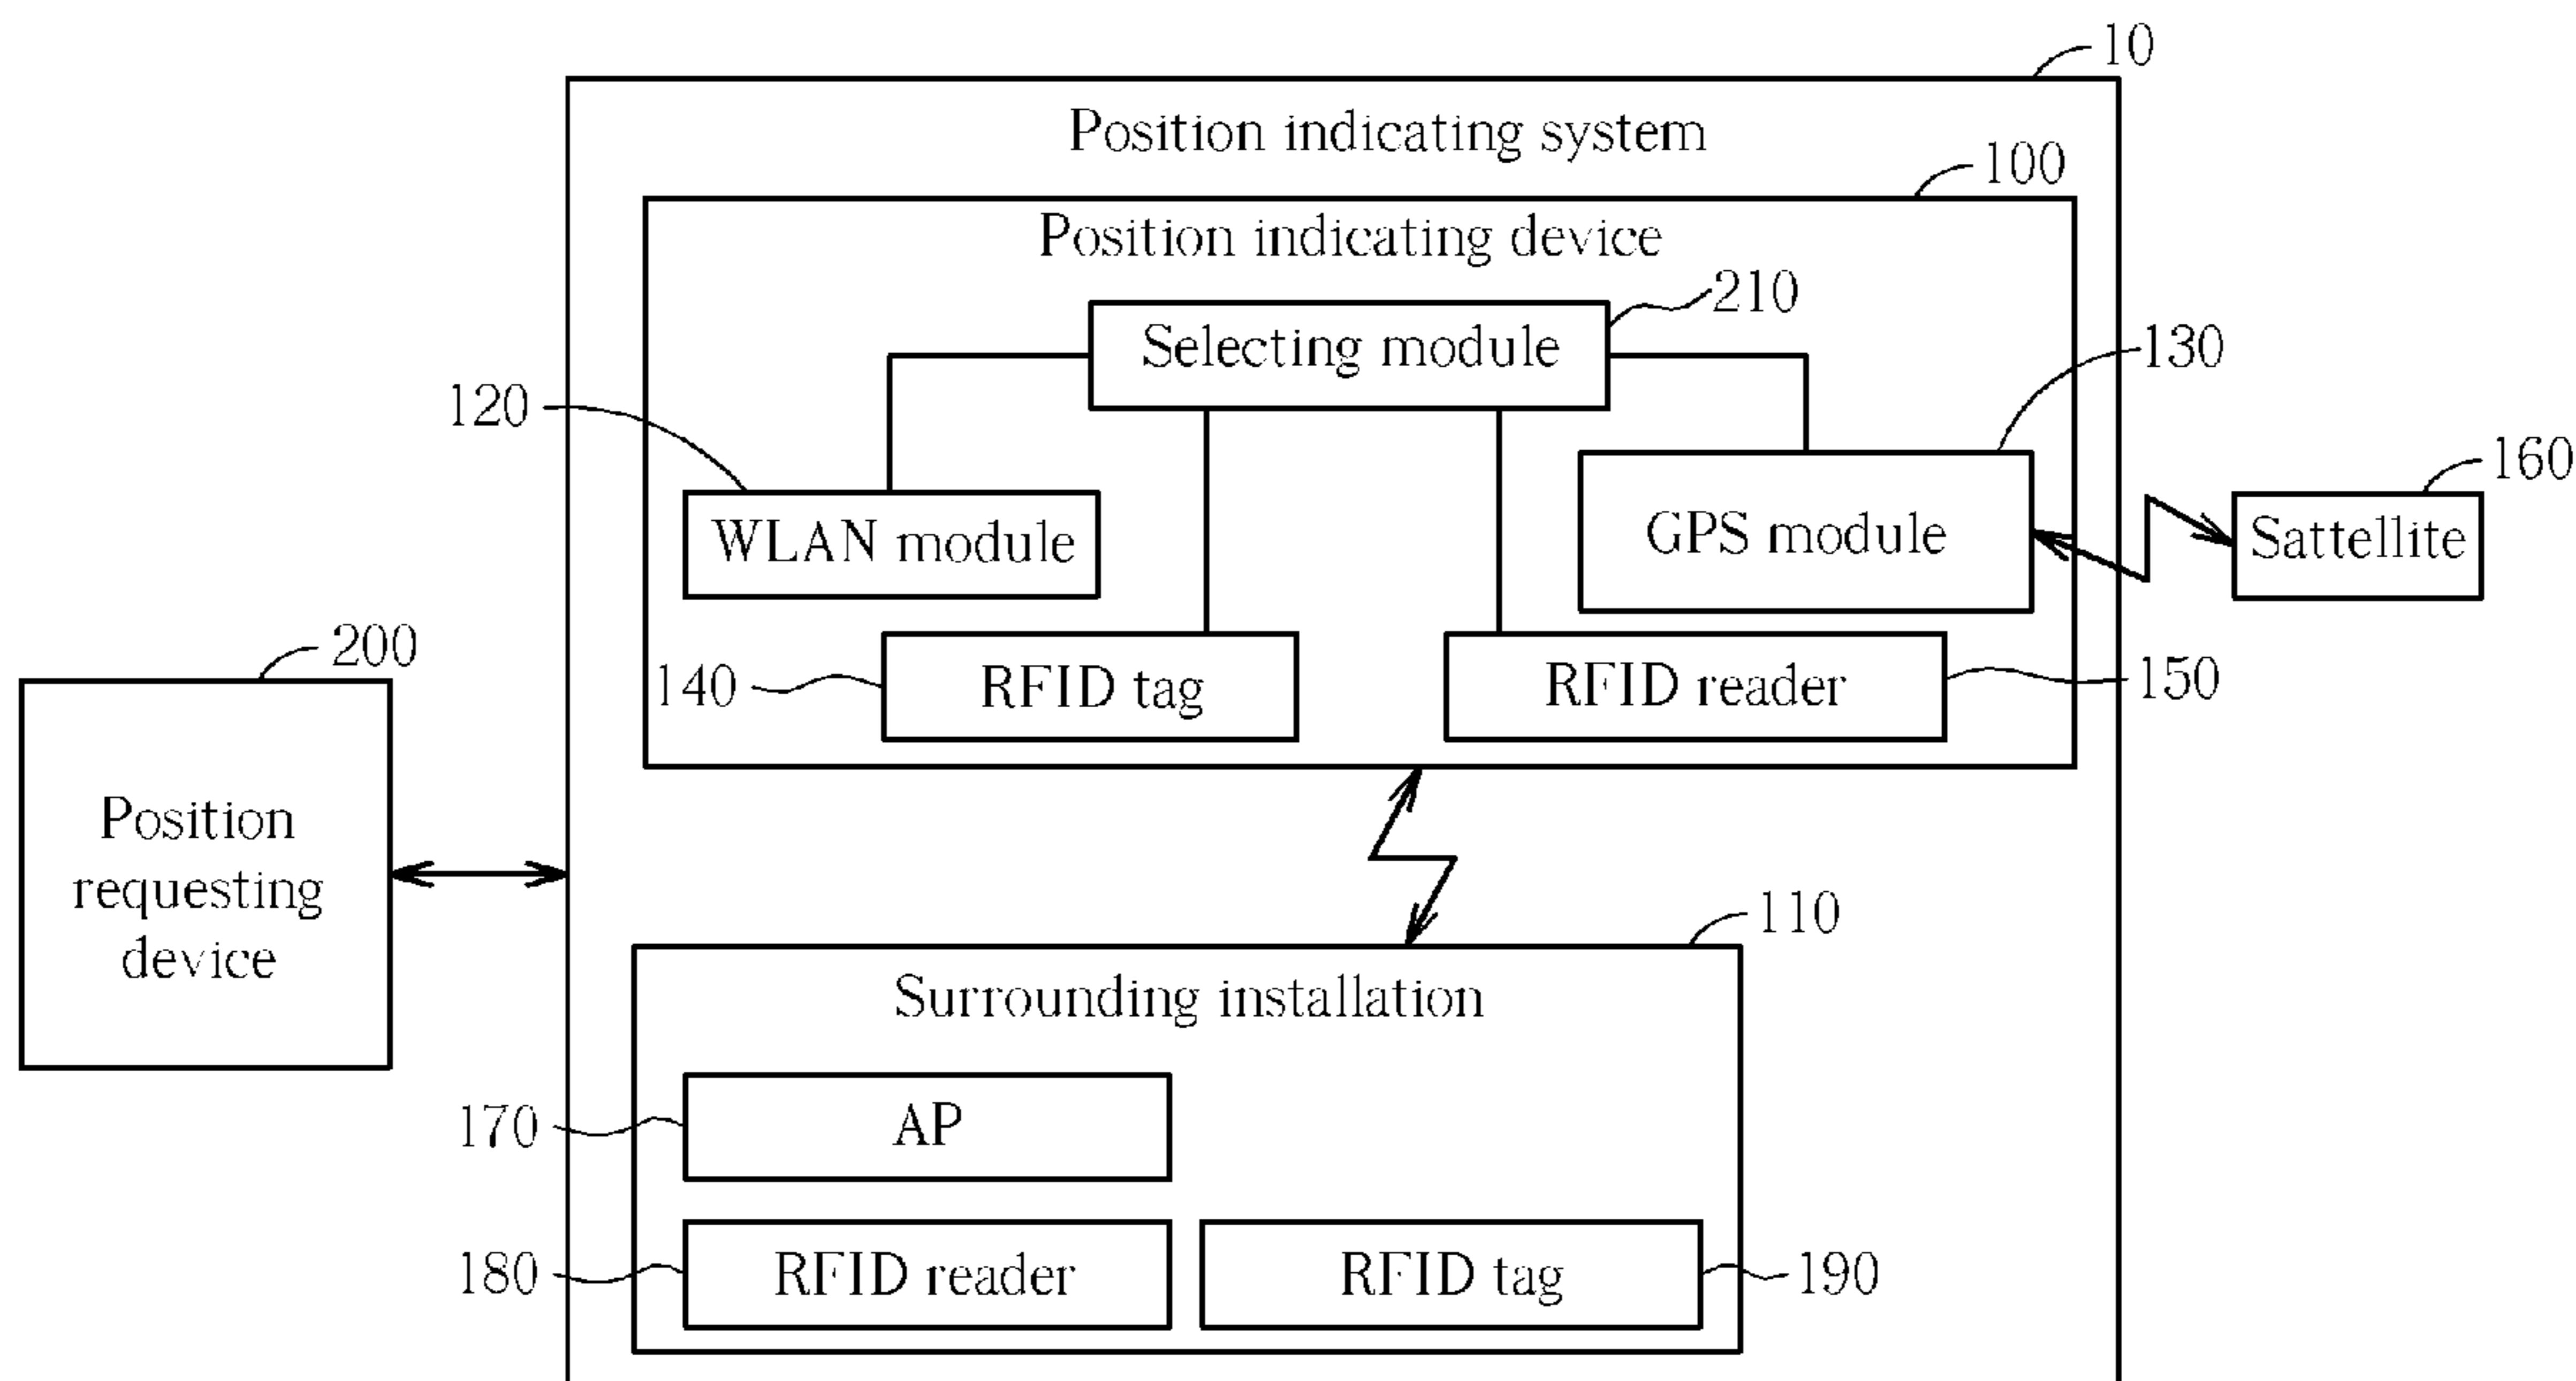 10
Position indicating system
100
Position indicating device
210
Selecting module
130
120
160
WLAN module
GPS module
Sattellite
200
140
RFID tag
RFID reader
150
Position
requesting
device
110
Surrounding installation
170
AP
180
RFID reader
RFID tag
190